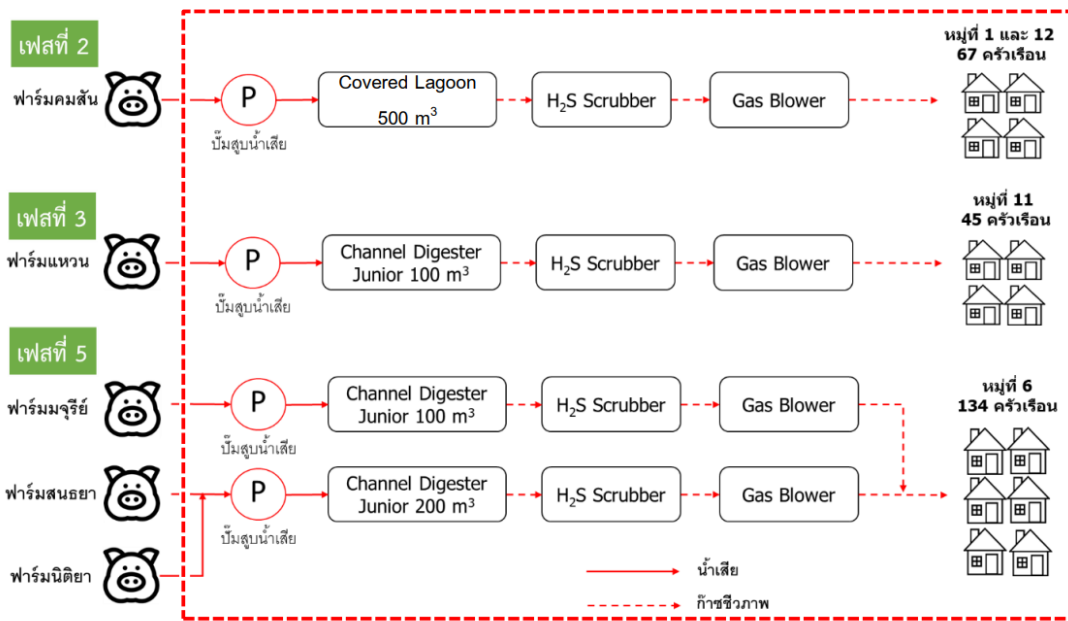 เฟสที่ 2
ฟาร์มคมสัน
P
ปั๊มสูบน้ำเสีย
Covered Lagoon
500 m³
H₂S Scrubber
Gas Blower
หมู่ที่ 1 และ 12
67 ครัวเรือน
เฟสที่ 3
ฟาร์มแหวน
P
ปั๊มสูบน้ำเสีย
Channel Digester
Junior 100 m³
H₂S Scrubber
Gas Blower
หมู่ที่ 11
45 ครัวเรือน
เฟสที่ 5
ฟาร์มมจุรีย์
P
ปั๊มสูบน้ำเสีย
Channel Digester
Junior 100 m³
H₂S Scrubber
Gas Blower
หมู่ที่ 6
134 ครัวเรือน
ฟาร์มสนธยา
P
ปั๊มสูบน้ำเสีย
Channel Digester
Junior 200 m³
H₂S Scrubber
Gas Blower
ฟาร์มนิติยา
น้ำเสีย
ก๊าซชีวภาพ